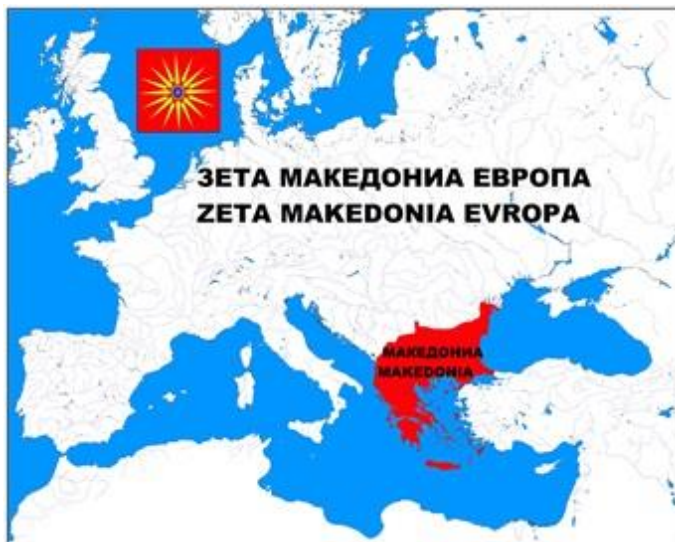 ЗЕТА МАКЕДОНИА ЕВРОПА
ZETA MAKEDONIA EVROPA
МАКЕДОНИА
MAKEDONIA